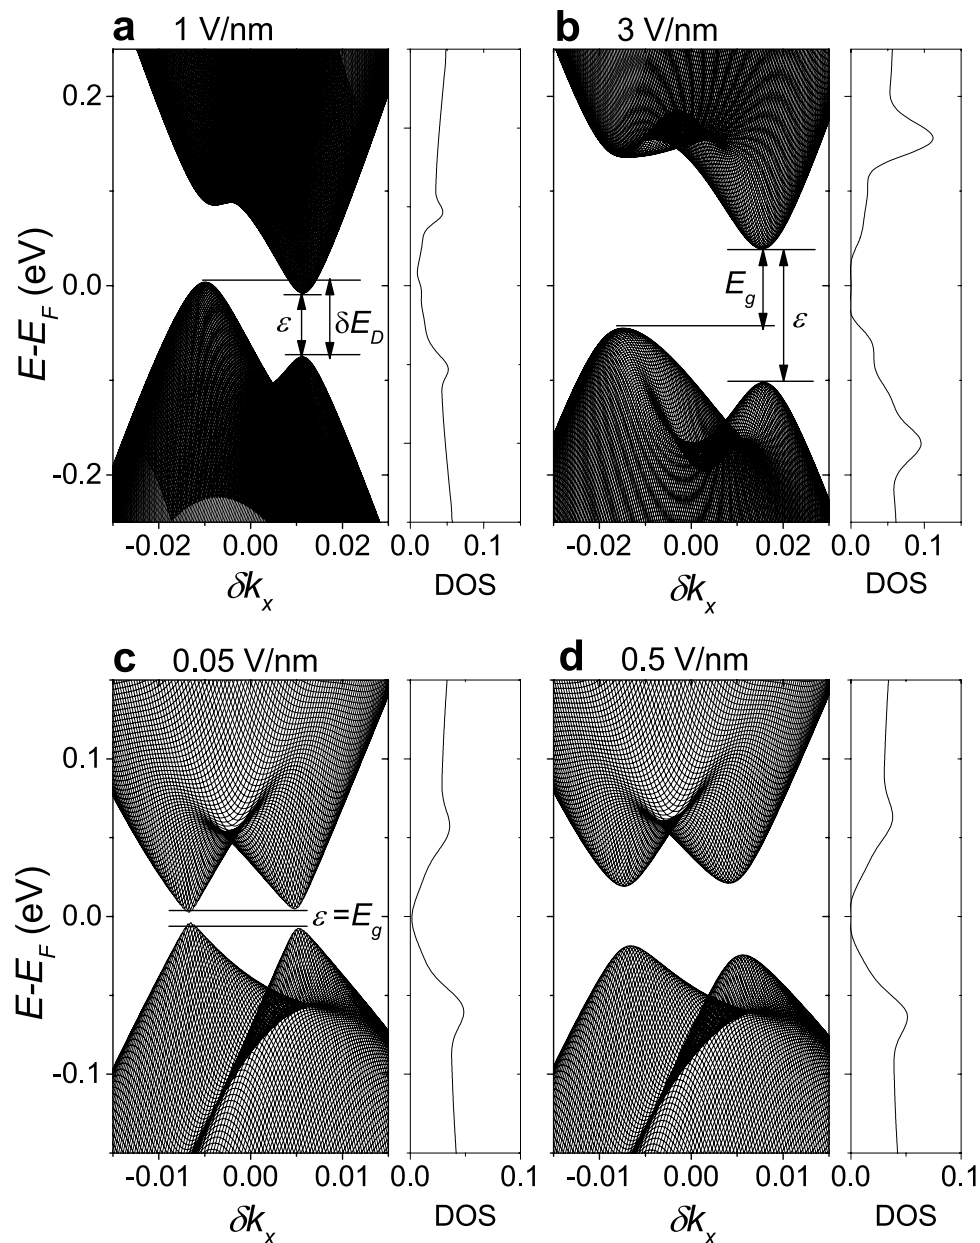 a 1 V/nm
b 3 V/nm
0.2
0.0
-0.2
E-E_F (eV)
ε
δE_D
E_g
ε
-0.02 0.00 0.02
0.0 0.1
-0.02 0.00 0.02
0.0 0.1
δk_x
DOS
δk_x
DOS
c 0.05 V/nm
d 0.5 V/nm
0.1
0.0
-0.1
E-E_F (eV)
ε =E_g
-0.01 0.00 0.01
0.0 0.1
-0.01 0.00 0.01
0.0 0.1
δk_x
DOS
δk_x
DOS